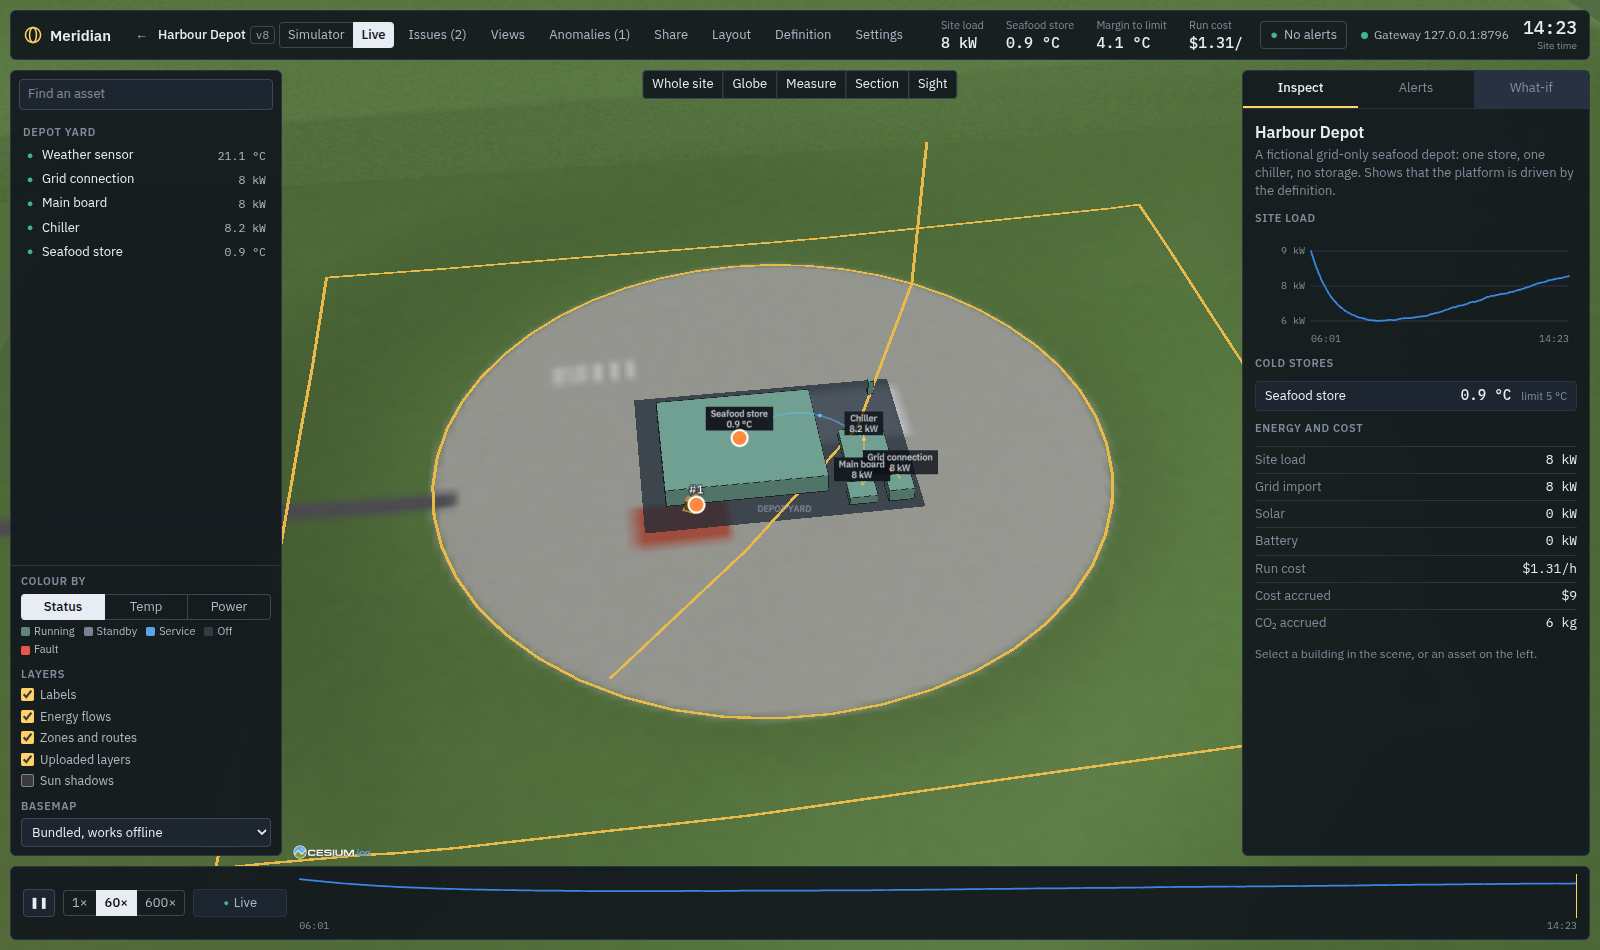 Meridian
← Harbour Depot v8
Simulator Live
Issues (2) Views Anomalies (1) Share Layout Definition Settings
Site load
8 kW
Seafood store
0.9 °C
Margin to limit
4.1 °C
Run cost
$1.31/
No alerts
Gateway 127.0.0.1:8796
14:23
Site time
Find an asset
DEPOT YARD
Weather sensor 21.1 °C
Grid connection 8 kW
Main board 8 kW
Chiller 8.2 kW
Seafood store 0.9 °C
COLOUR BY
Status Temp Power
Running Standby Service Off
Fault
LAYERS
Labels
Energy flows
Zones and routes
Uploaded layers
Sun shadows
BASEMAP
Bundled, works offline
Whole site Globe Measure Section Sight
Seafood store
0.9 °C
Chiller
8.2 kW
Grid connection
8 kW
Main board
8 kW
#1
DEPOT YARD
CESIUM ion
Inspect Alerts What-if
Harbour Depot
A fictional grid-only seafood depot: one store, one
chiller, no storage. Shows that the platform is driven by
the definition.
SITE LOAD
9 kW
8 kW
6 kW
06:01 14:23
COLD STORES
Seafood store 0.9 °C limit 5 °C
ENERGY AND COST
Site load 8 kW
Grid import 8 kW
Solar 0 kW
Battery 0 kW
Run cost $1.31/h
Cost accrued $9
CO₂ accrued 6 kg
Select a building in the scene, or an asset on the left.
1× 60× 600× Live
06:01 14:23